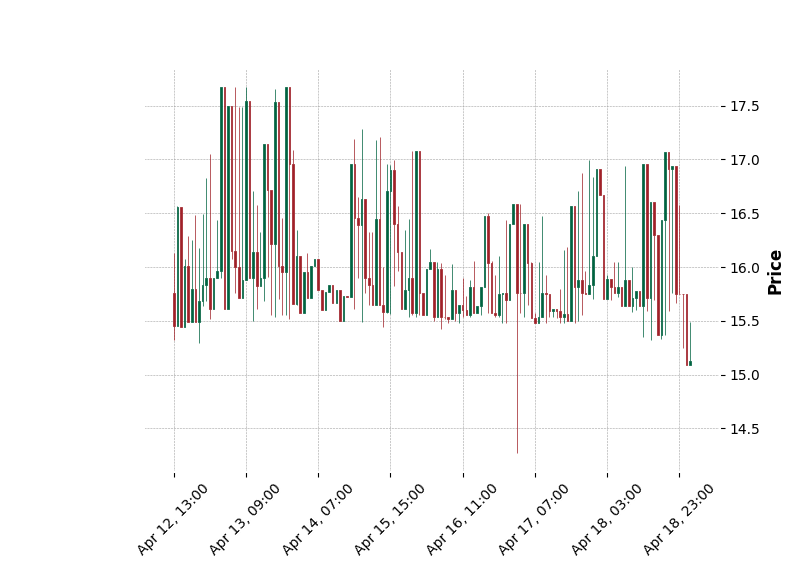 17.5
17.0
16.5
16.0
15.5
15.0
14.5
Price
Apr 12, 13:00
Apr 13, 09:00
Apr 14, 07:00
Apr 15, 15:00
Apr 16, 11:00
Apr 17, 07:00
Apr 18, 03:00
Apr 18, 23:00